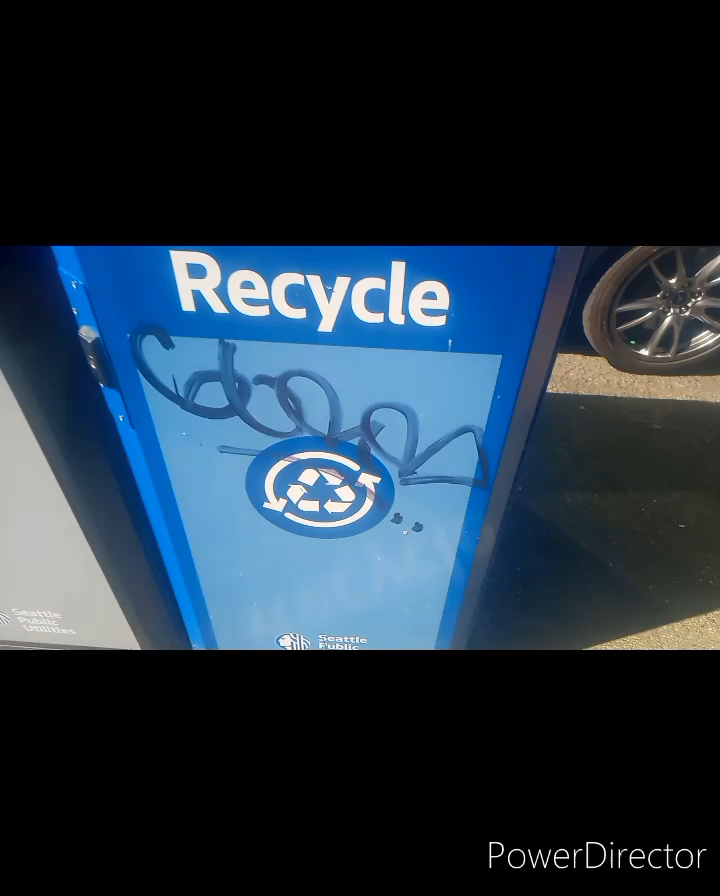 Recycle
Seattle
Public
Utilities
Seattle
Public
PowerDirector